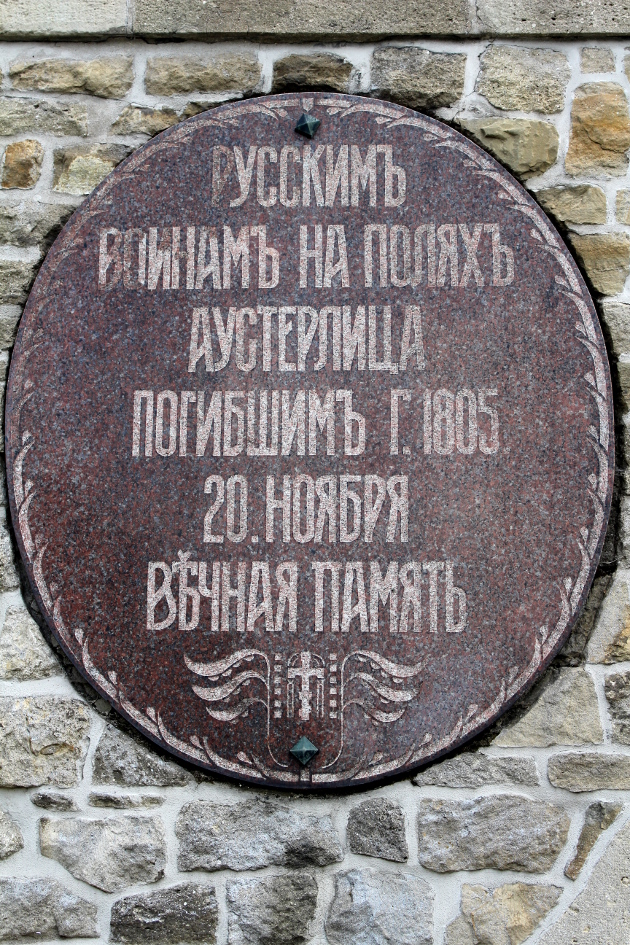 РУССКИМЪ
ВОИНАМЪ НА ПОЛЯХЪ
АУСТЕРЛИЦА
ПОГИБШИМЪ Г. 1805.
20. НОЯБРЯ
ВѢЧНАЯ ПАМЯТЬ